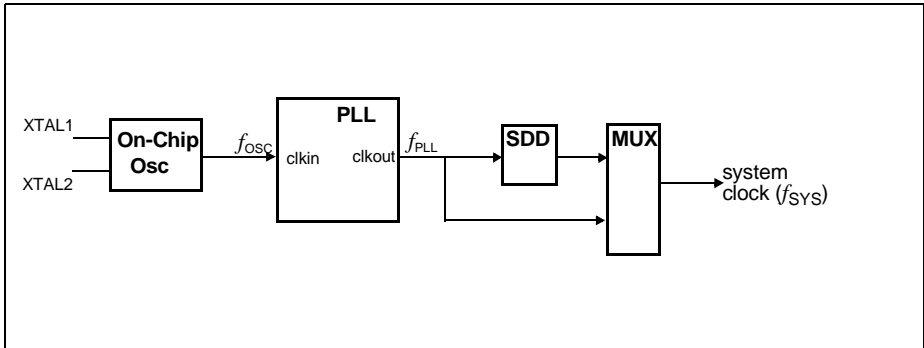 XTAL1
XTAL2
On-Chip
Osc
fOSC
clkin
PLL
clkout
fPLL
SDD
MUX
system
clock (fSYS)